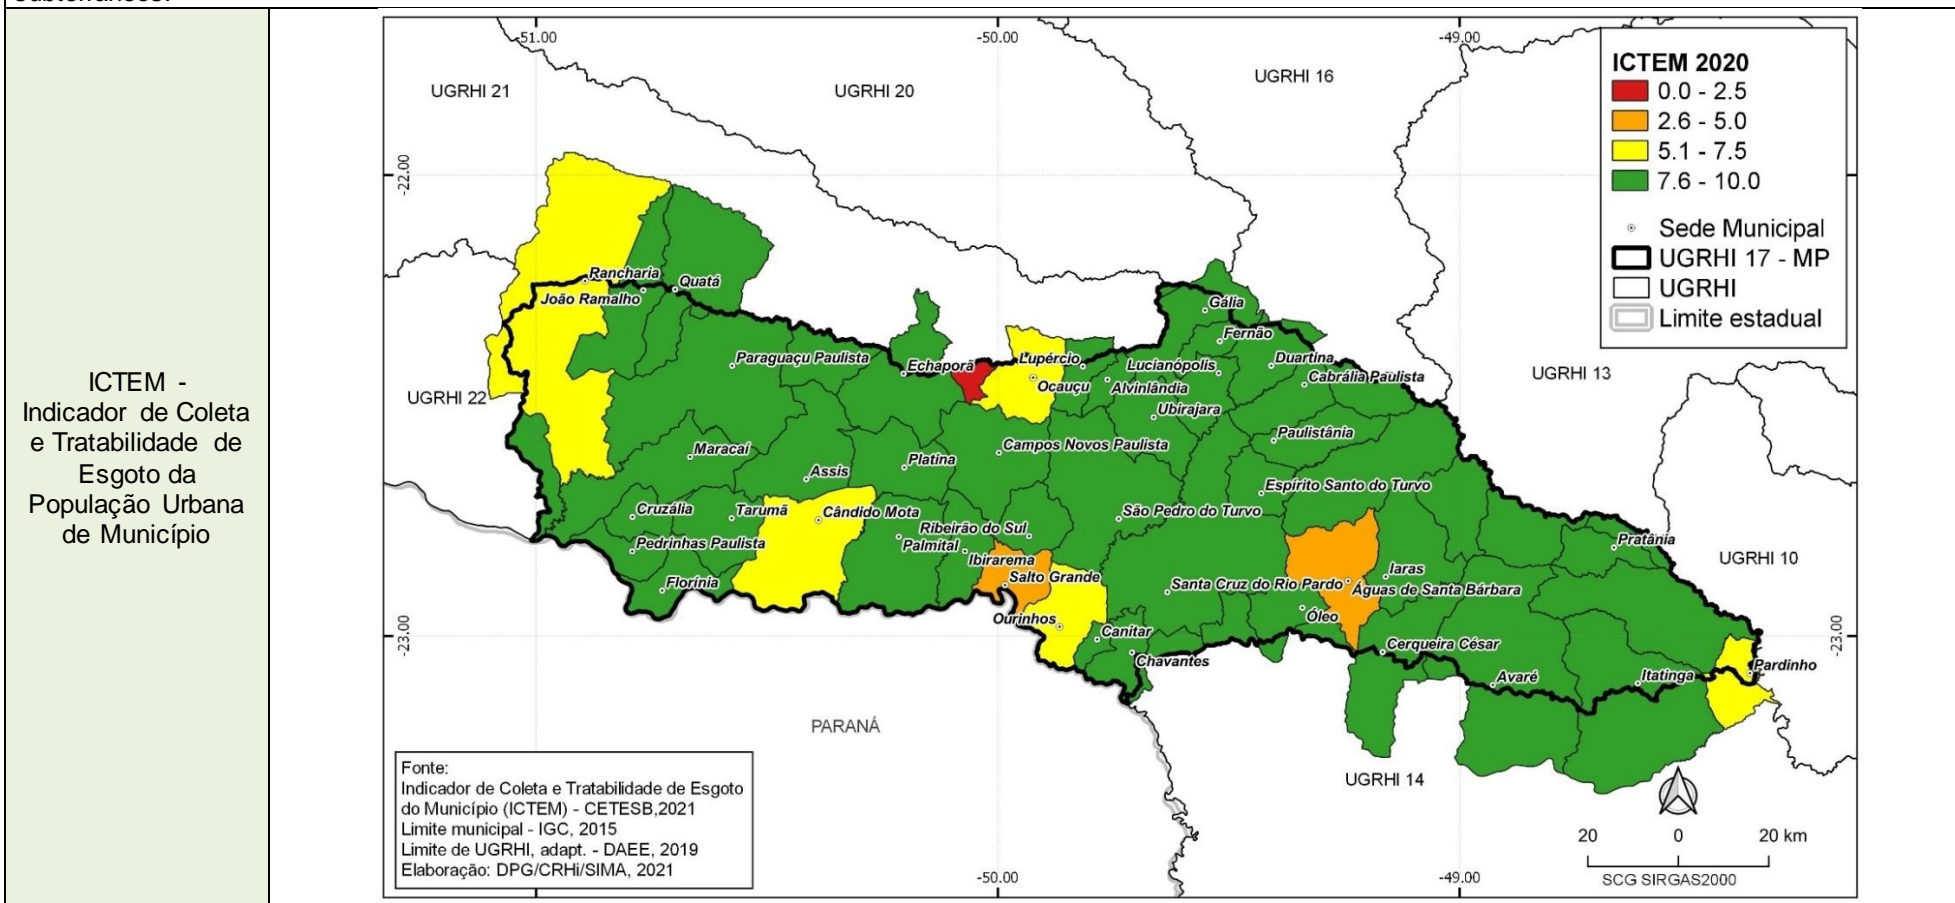 ICTEM -
Indicador de Coleta
e Tratabilidade de
Esgoto da
População Urbana
de Município
-51.00
-50.00
-49.00
UGRHI 21
UGRHI 20
UGRHI 16
ICTEM 2020
0.0 - 2.5
2.6 - 5.0
5.1 - 7.5
7.6 - 10.0
Sede Municipal
UGRHI 17 - MP
UGRHI
Limite estadual
-22.00
Rancharia
João Ramalho
Quatá
Gália
Fernão
Paraguaçu Paulista
Echaporã
Lupércio
Lucianópolis
Duartina
Cabrália Paulista
Ocauçu
Alvinlândia
Ubirajara
UGRHI 22
UGRHI 13
Maracaí
Assis
Platina
Campos Novos Paulista
Paulistânia
Espírito Santo do Turvo
Cruzália
Tarumã
Cândido Mota
Ribeirão do Sul
São Pedro do Turvo
Pedrinhas Paulista
Palmital
Pratânia
UGRHI 10
Ibirarema
Florínia
Salto Grande
Santa Cruz do Rio Pardo
Iaras
Águas de Santa Bárbara
Ourinhos
Óleo
Canitar
-23.00
-23.00
Chavantes
Cerqueira César
Avaré
Itatinga
Pardinho
PARANÁ
UGRHI 14
Fonte:
Indicador de Coleta e Tratabilidade de Esgoto
do Município (ICTEM) - CETESB,2021
Limite municipal - IGC, 2015
Limite de UGRHI, adapt. - DAEE, 2019
Elaboração: DPG/CRHi/SIMA, 2021
20 0 20 km
SCG SIRGAS2000
-50.00
-49.00